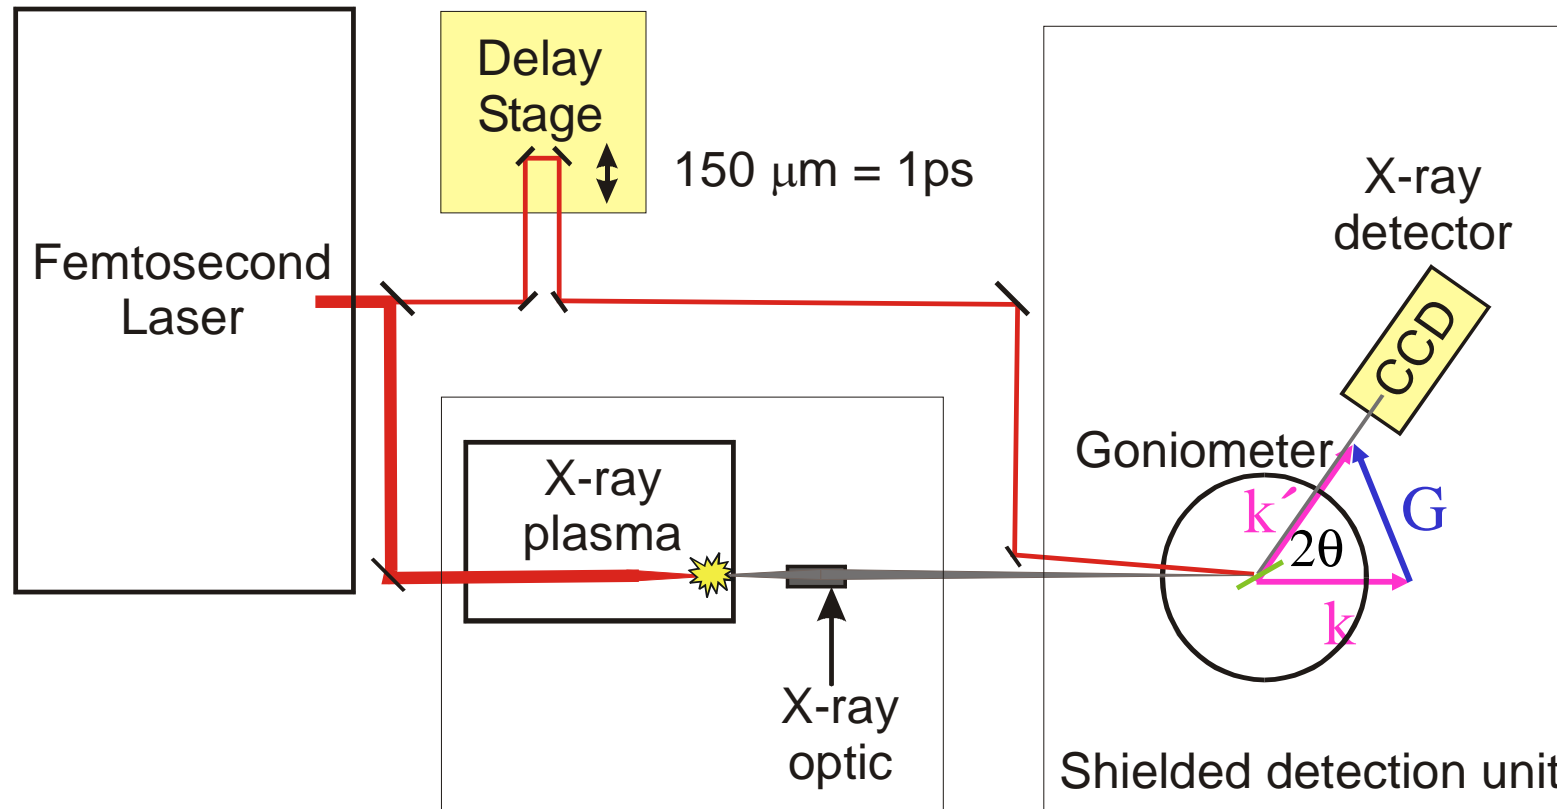 Delay
Stage
150 μm = 1ps
Femtosecond
Laser
X-ray
detector
CCD
Goniometer
X-ray
plasma
k´
G
2θ
k
X-ray
optic
Shielded detection unit